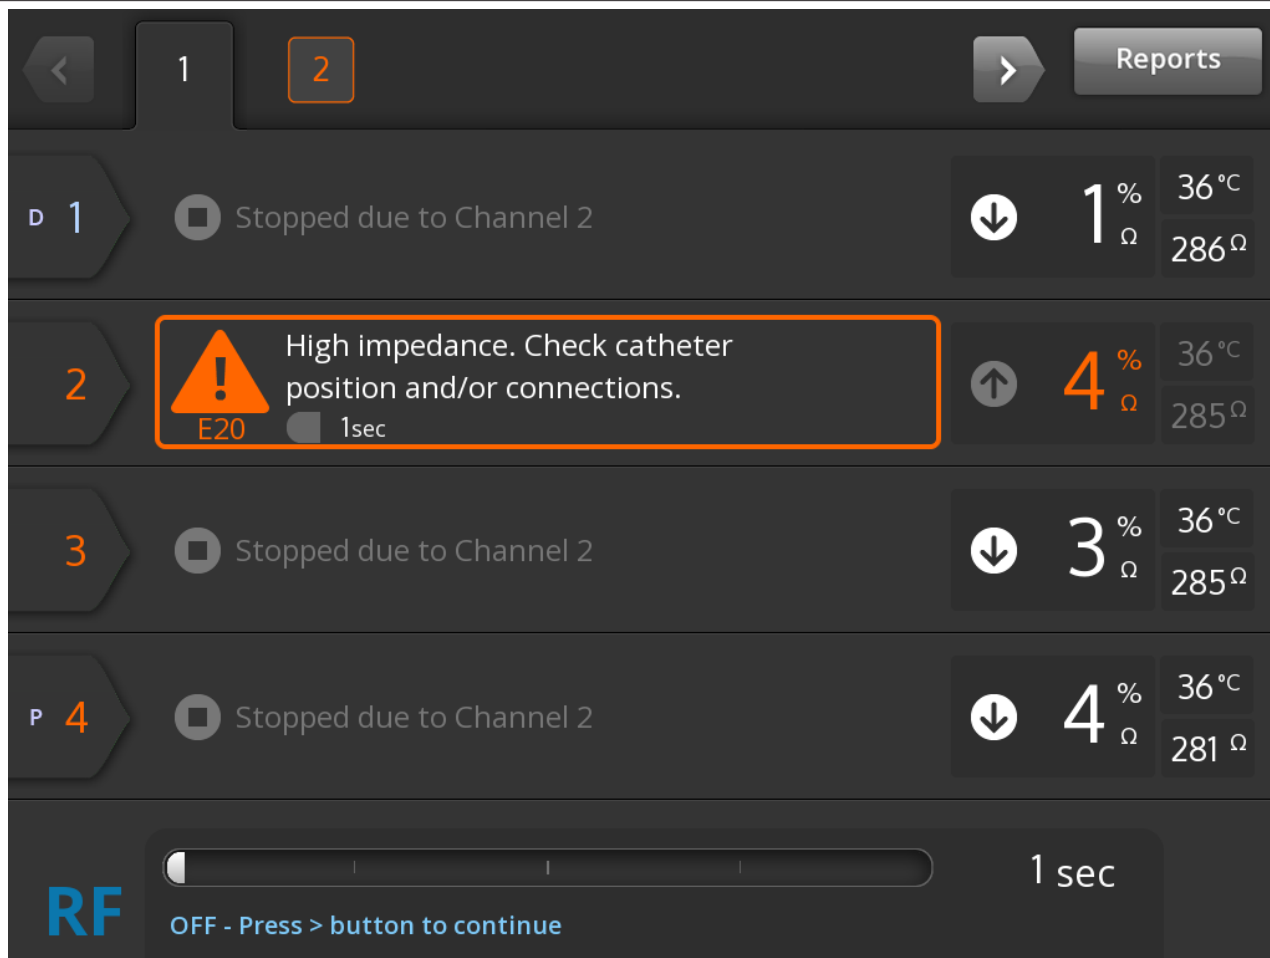 1
2
Reports
D 1
Stopped due to Channel 2
1 % Ω
36 °C
286 Ω
2
High impedance. Check catheter
position and/or connections.
E20
1sec
4 % Ω
36 °C
285 Ω
3
Stopped due to Channel 2
3 % Ω
36 °C
285 Ω
P 4
Stopped due to Channel 2
4 % Ω
36 °C
281 Ω
RF
1 sec
OFF - Press > button to continue